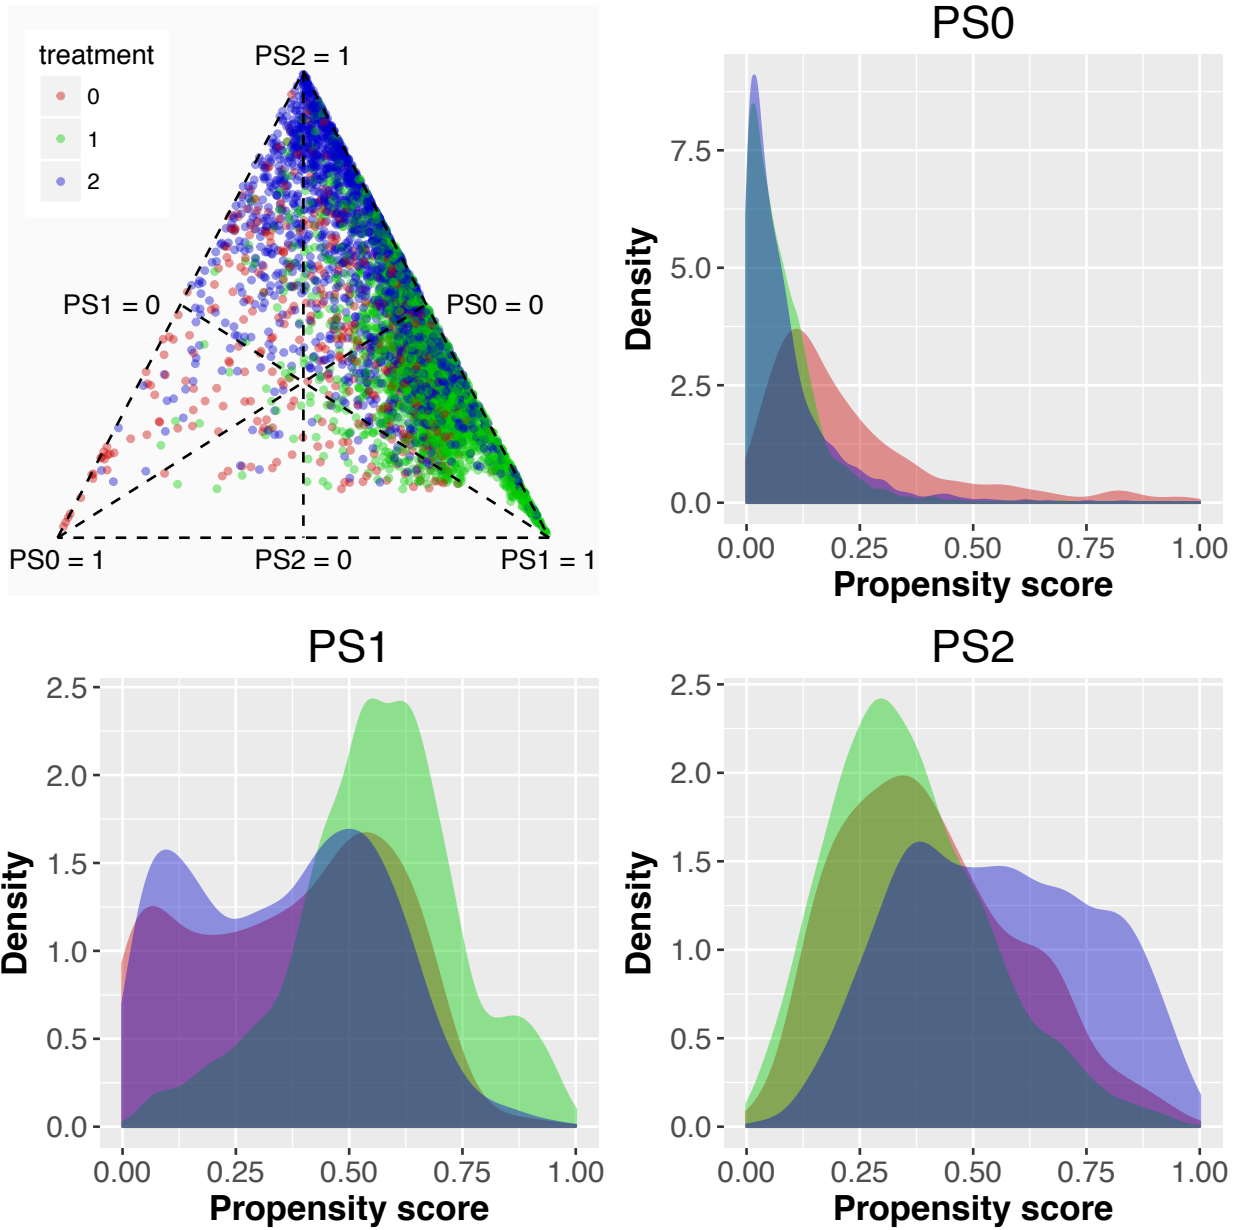 treatment
0
1
2
PS2 = 1
PS1 = 0
PS0 = 0
PS0 = 1
PS2 = 0
PS1 = 1
PS0
Density
7.5
5.0
2.5
0.0
0.00 0.25 0.50 0.75 1.00
Propensity score
PS1
Density
2.5
2.0
1.5
1.0
0.5
0.0
0.00 0.25 0.50 0.75 1.00
Propensity score
PS2
Density
2.5
2.0
1.5
1.0
0.5
0.0
0.00 0.25 0.50 0.75 1.00
Propensity score